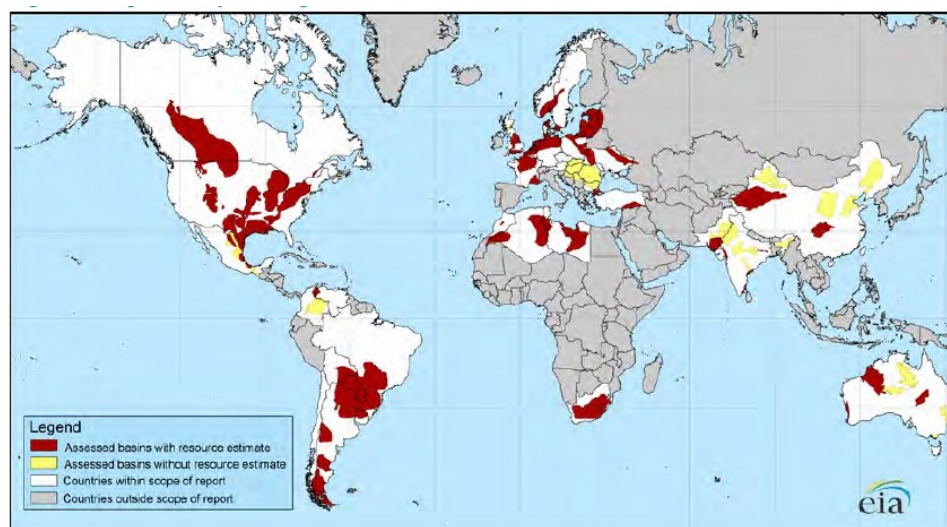 Legend
Assessed basins with resource estimate
Assessed basins without resource estimate
Countries within scope of report
Countries outside scope of report
eia